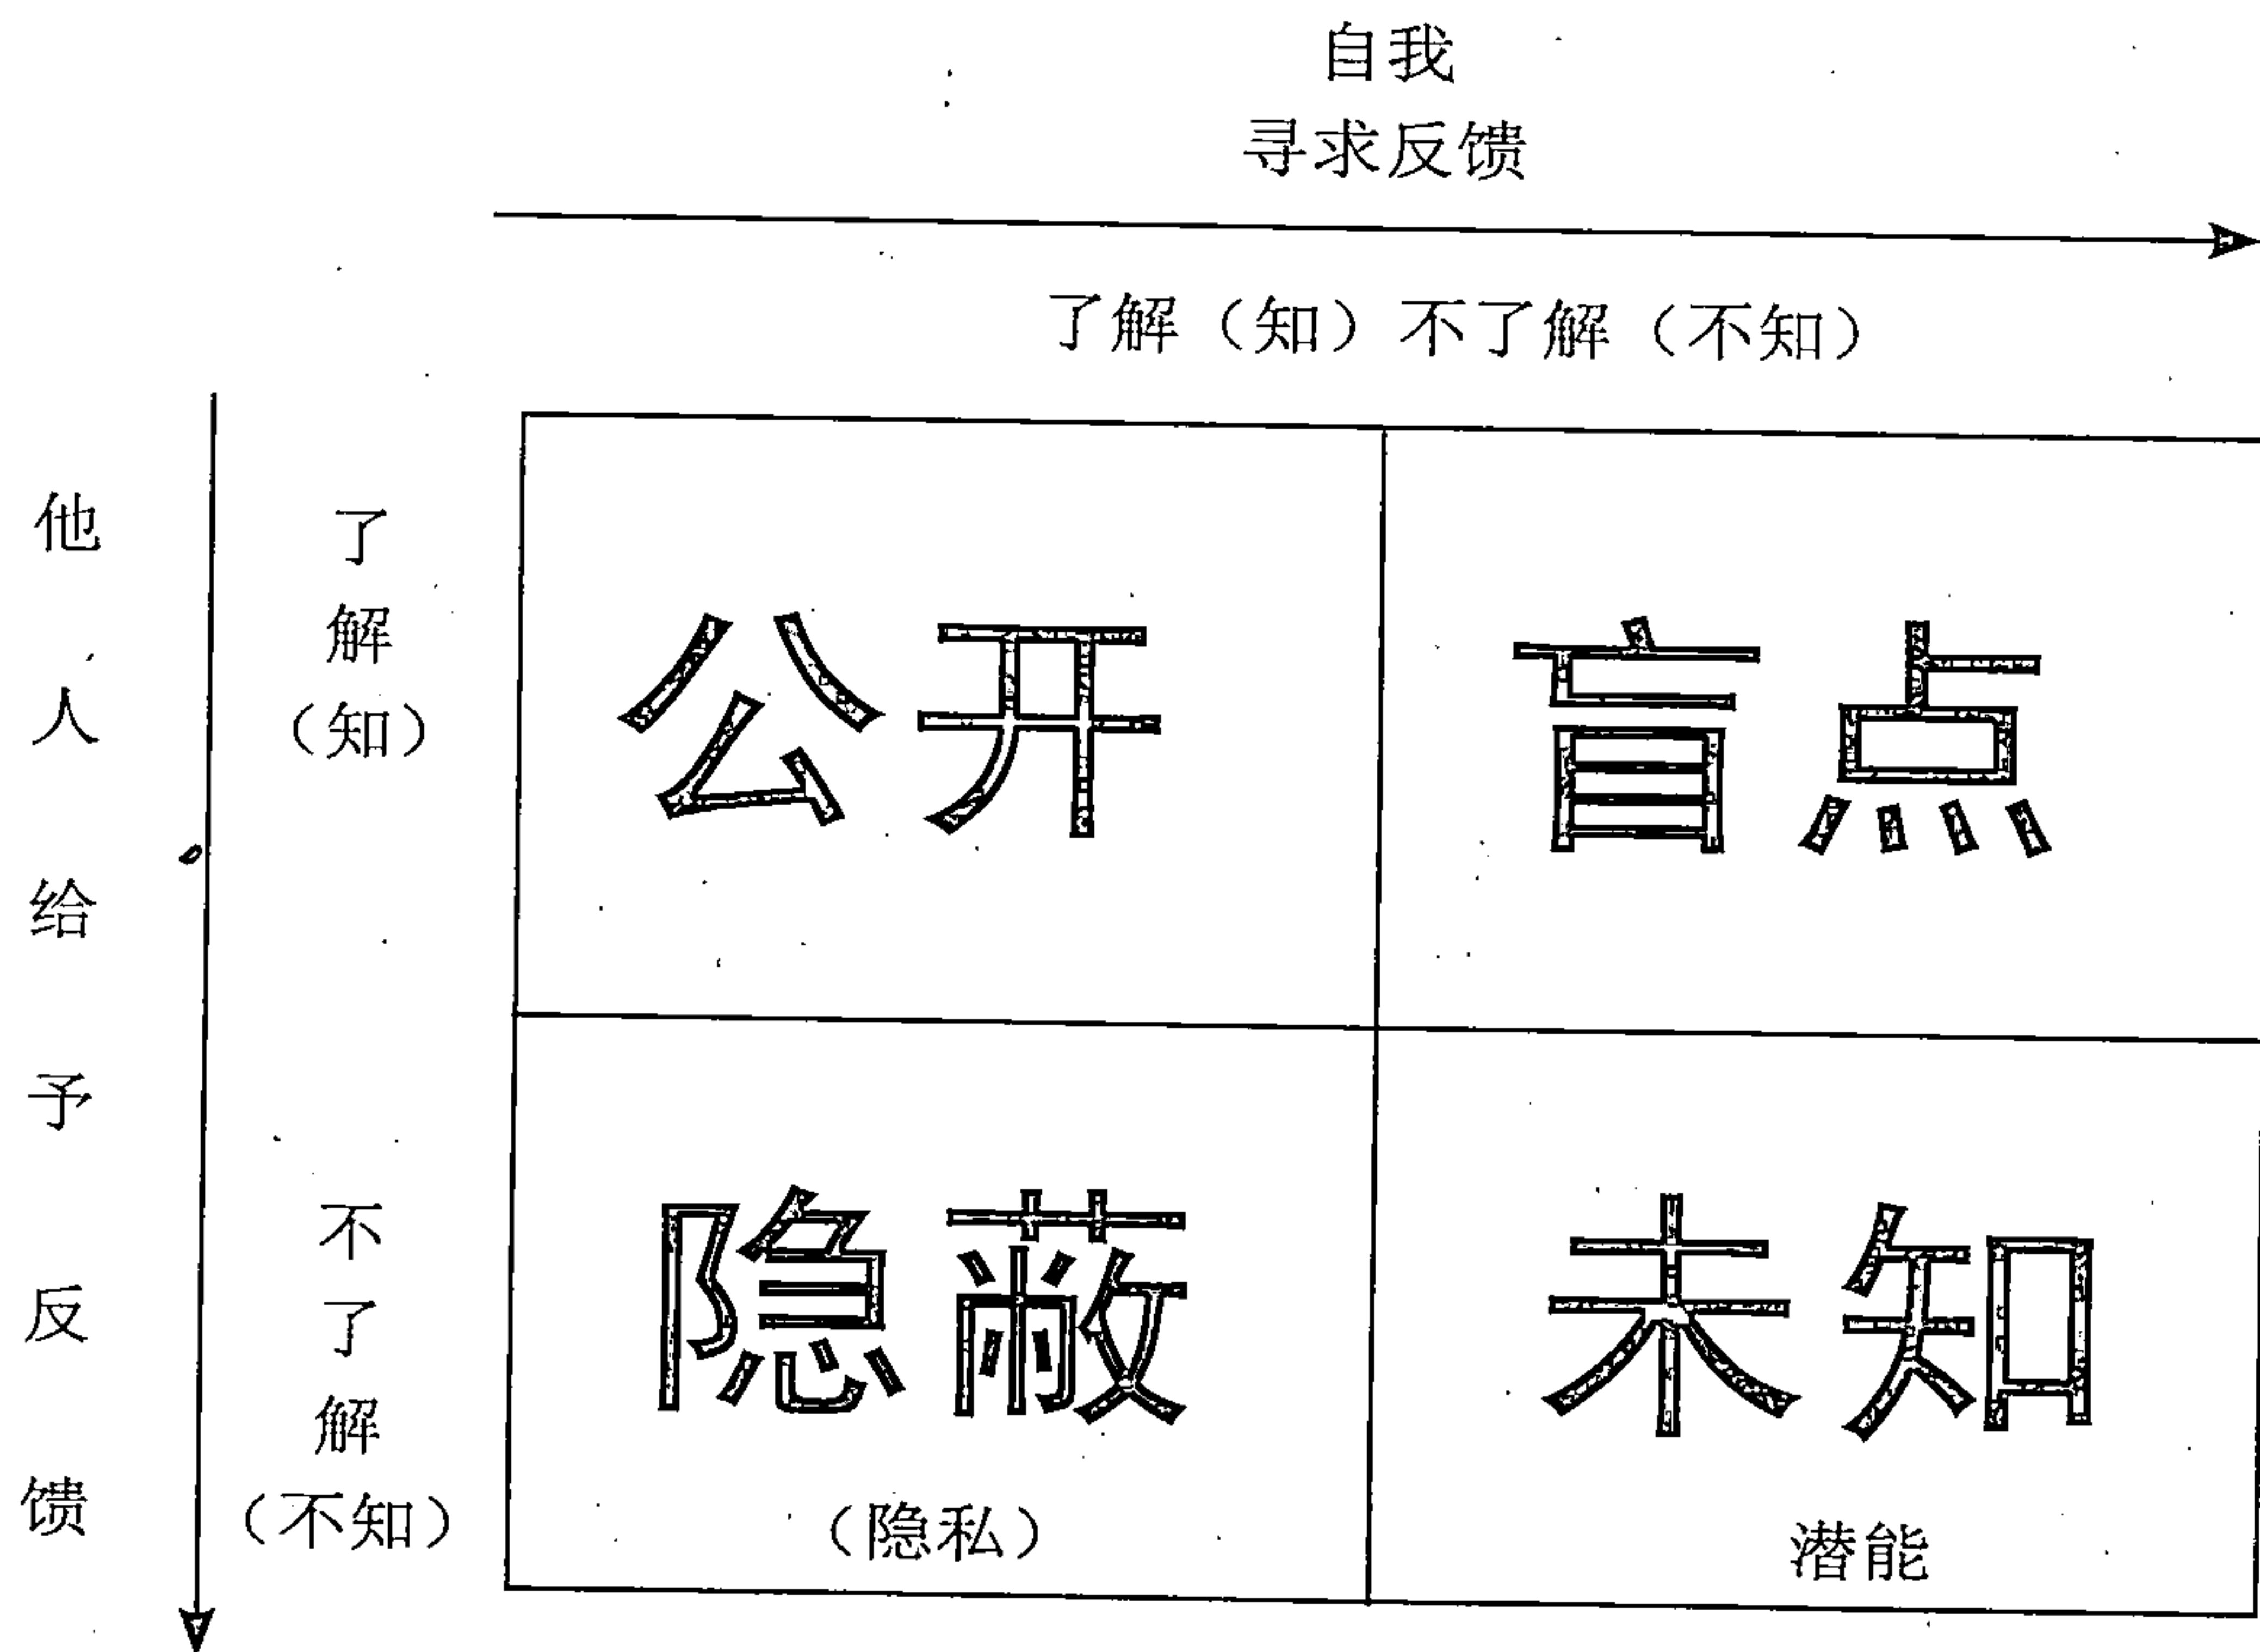 自我
寻求反馈
了解（知）不了解（不知）
他人给予反馈
了解（知）
不了解（不知）
公开
盲点
隐蔽
（隐私）
未知
潜能